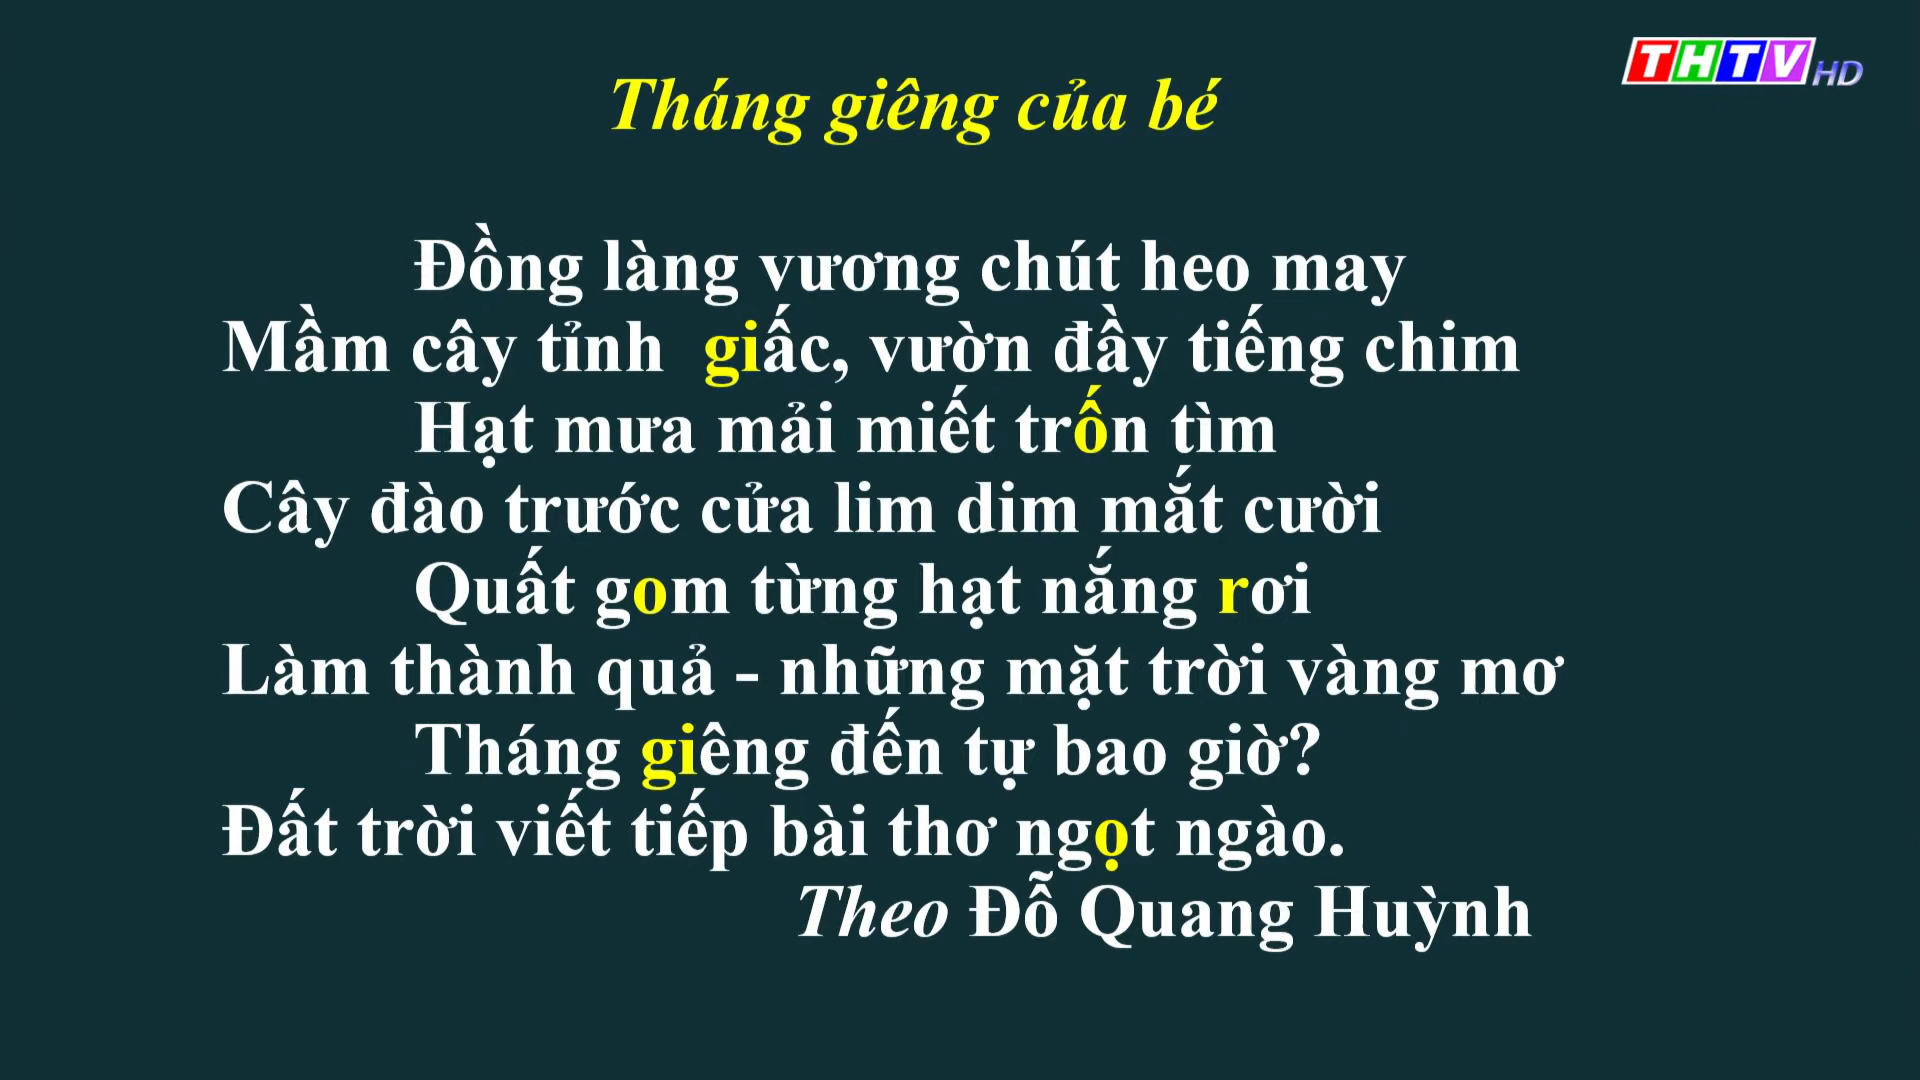 THTV HD
Tháng giêng của bé
Đồng làng vương chút heo may
Mầm cây tỉnh giấc, vườn đầy tiếng chim
Hạt mưa mải miết trốn tìm
Cây đào trước cửa lim dim mắt cười
Quất gom từng hạt nắng rơi
Làm thành quả - những mặt trời vàng mơ
Tháng giêng đến tự bao giờ?
Đất trời viết tiếp bài thơ ngọt ngào.
Theo Đỗ Quang Huỳnh